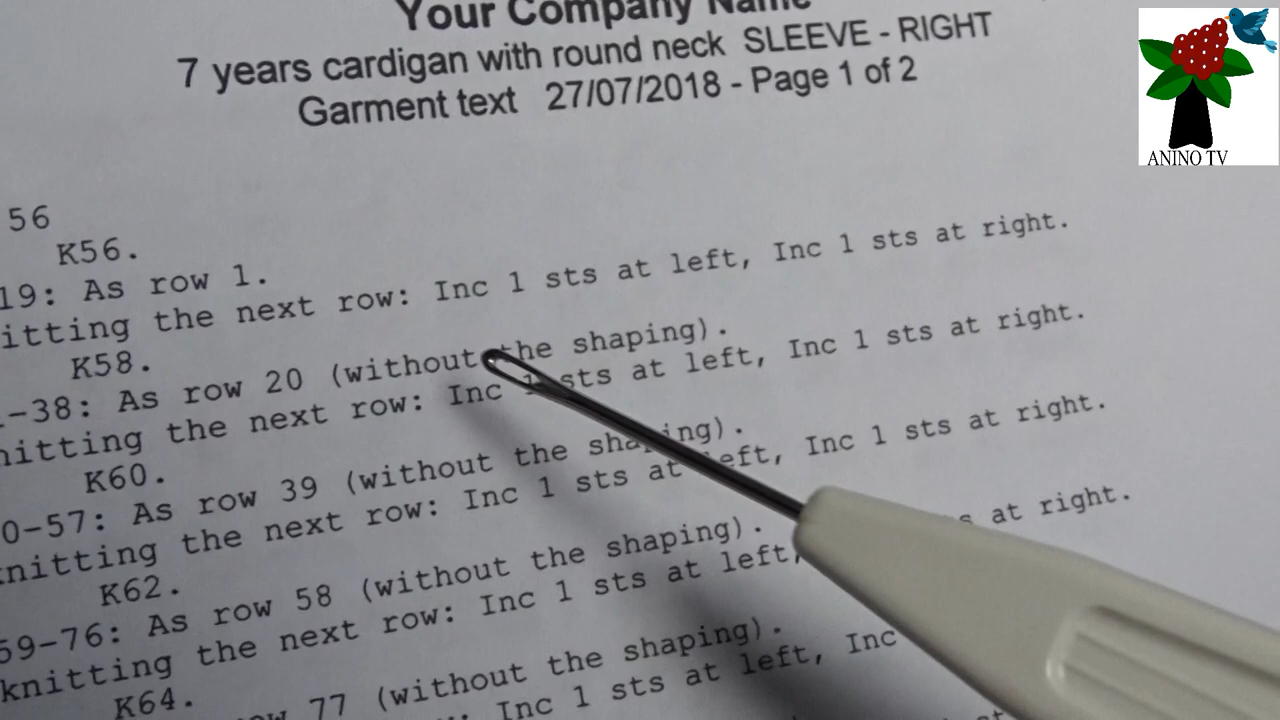 Your Company Name
7 years cardigan with round neck SLEEVE - RIGHT
Garment text 27/07/2018 - Page 1 of 2
ANINO TV
56
K56.
19: As row 1.
itting the next row: Inc 1 sts at left, Inc 1 sts at right.
K58.
-38: As row 20 (without the shaping).
nitting the next row: Inc 1 sts at left, Inc 1 sts at right.
K60.
0-57: As row 39 (without the shaping).
knitting the next row: Inc 1 sts at left, Inc 1 sts at right.
K62.
59-76: As row 58 (without the shaping).
knitting the next row: Inc 1 sts at left, s at right.
K64.
77 (without the shaping).
Inc 1 sts at left, Inc